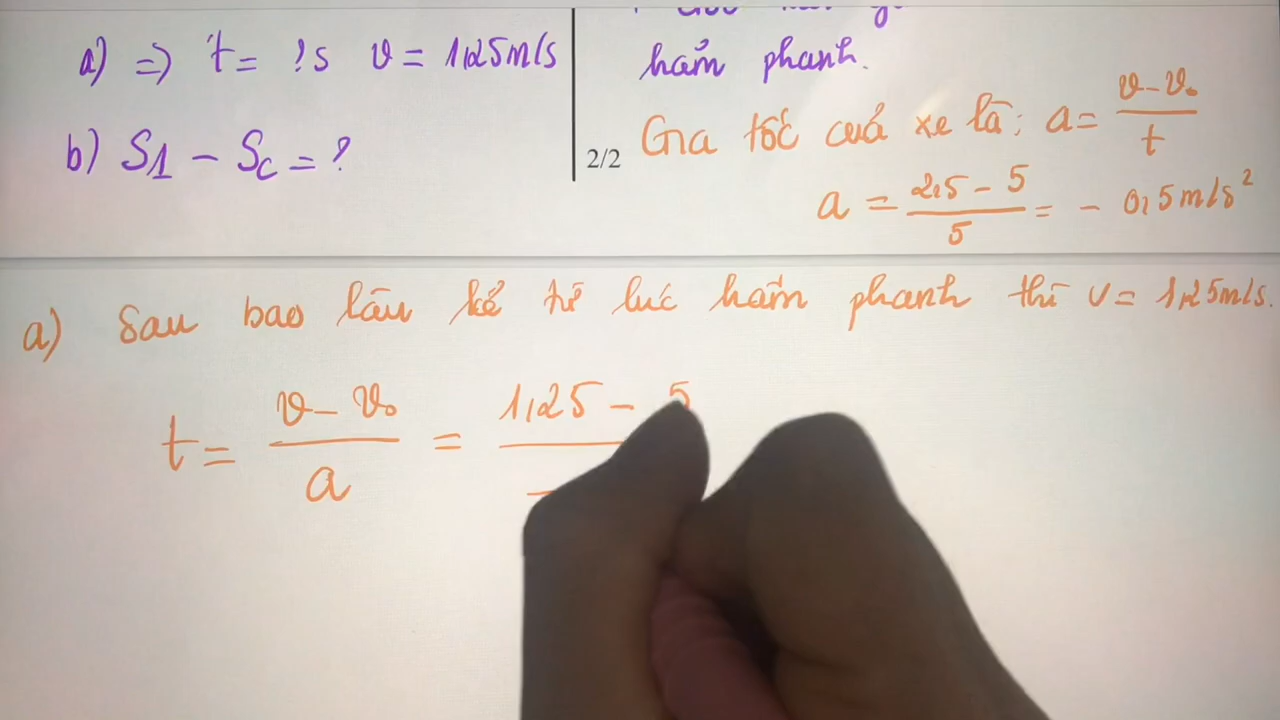 a) => t = ? s v = 1,25m/s
b) S1 - Sc = ?
2/2
hãm phanh.
Gia tốc của xe là: a = v - v₀ / t
a = 2,5 - 5 / 5 = - 0,5m/s²
a) Sau bao lâu kể từ lúc hãm phanh thì v = 1,25m/s.
t = v - v₀ / a = 1,25 - 5 / -